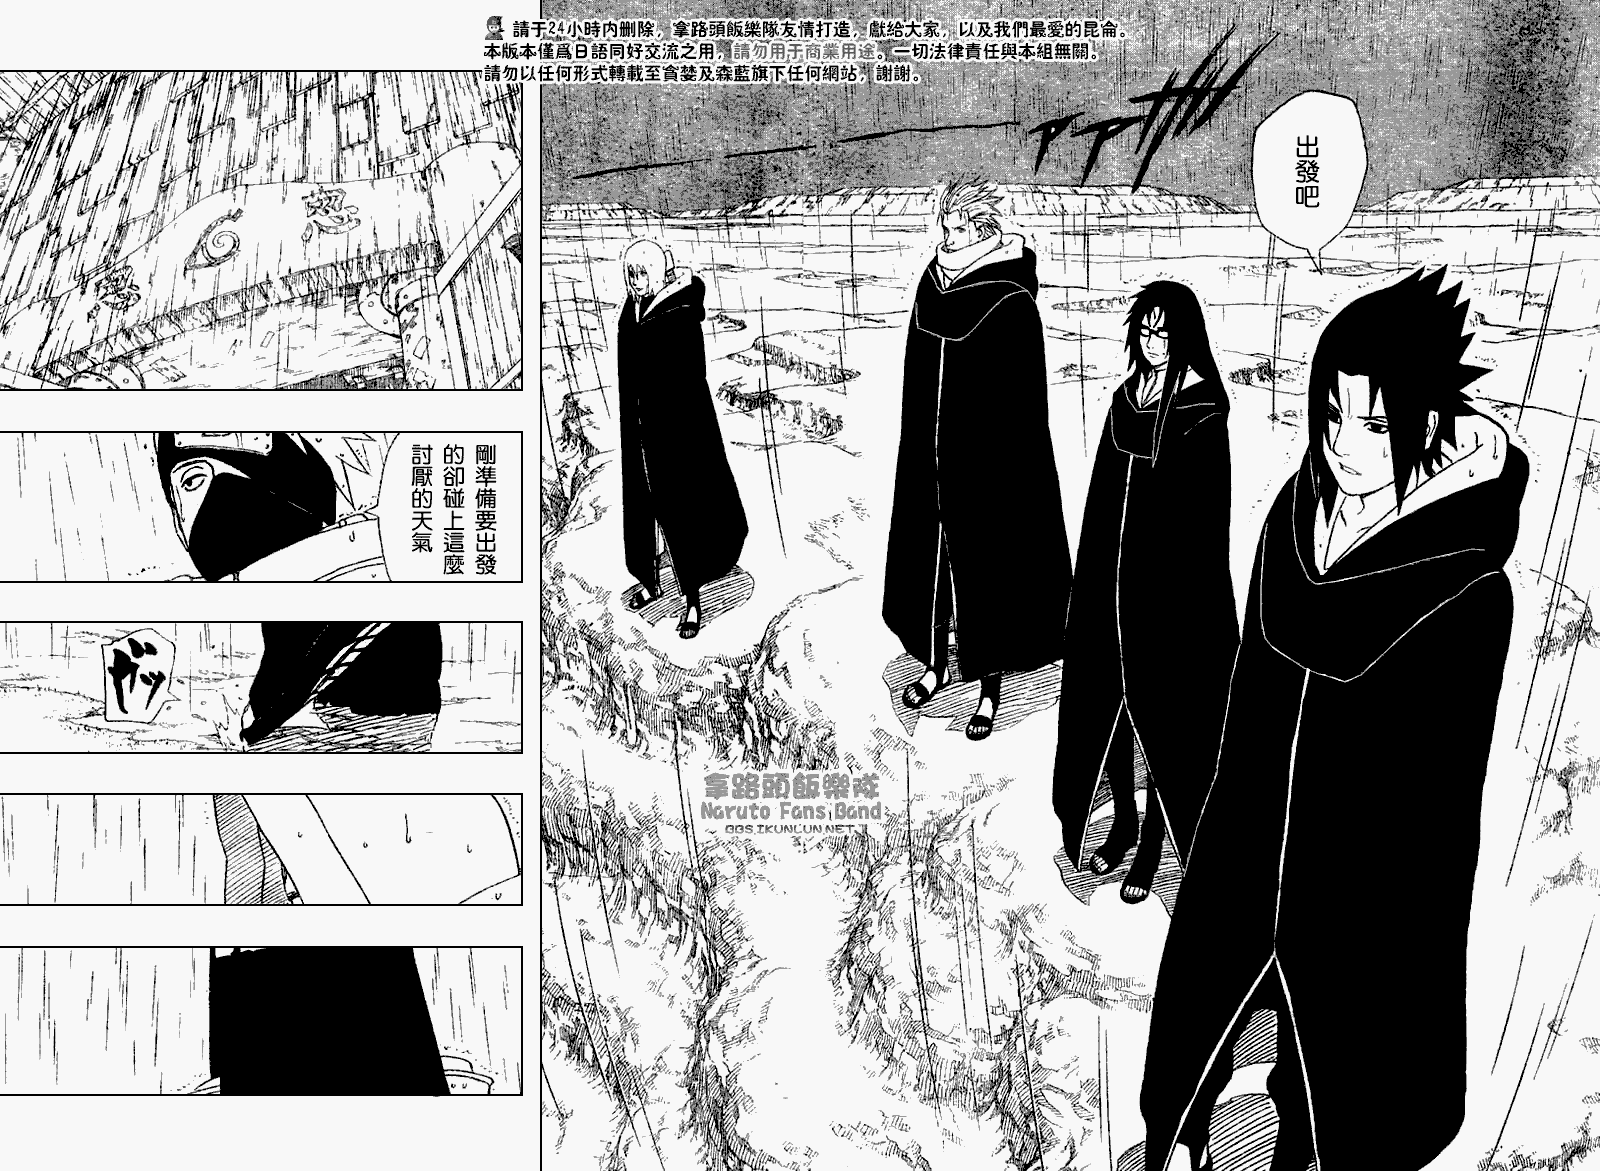 請于24小時内删除，拿路頭飯樂隊友情打造，獻給大家，以及我們最愛的昆侖。
本版本僅爲日語同好交流之用，請勿用于商業用途。一切法律責任與本組無關。
請勿以任何形式轉載至貪婪及森藍旗下任何網站，謝謝。
出發吧
忍
剛準備要出發
的卻碰上這麼
討厭的天氣
拿路頭飯樂隊
Naruto Fans Band
BBS.IKUNLUN.NET